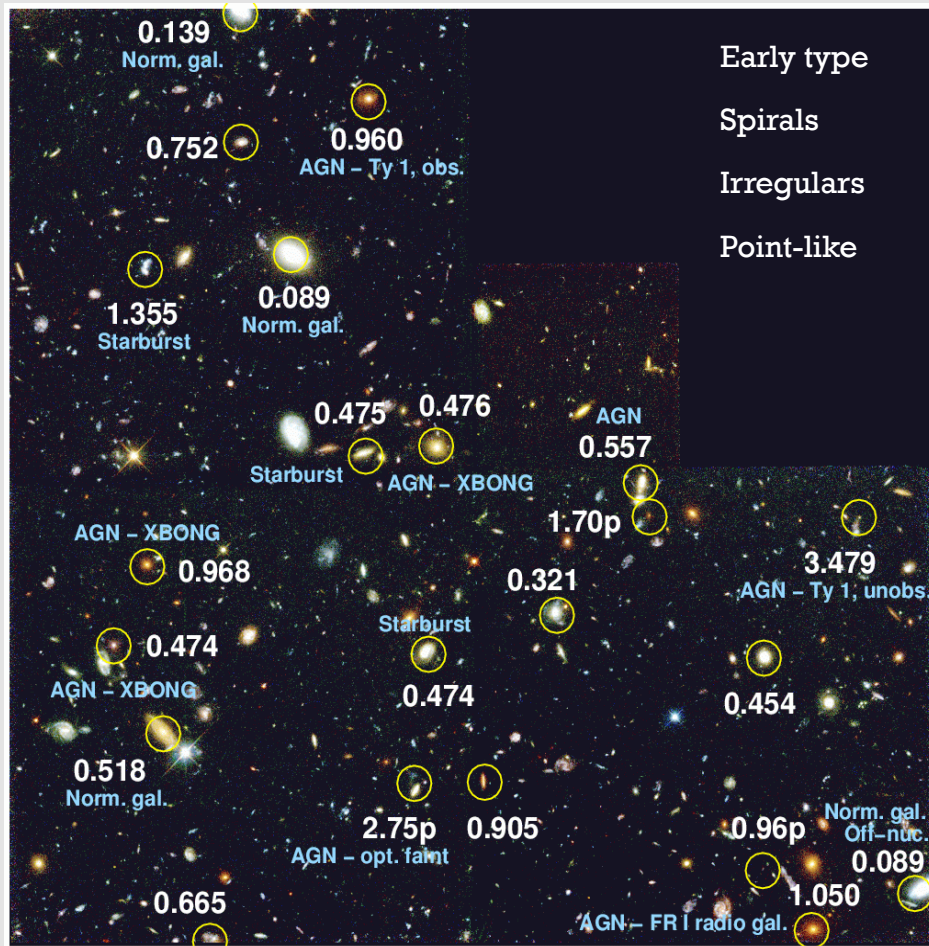 0.139
Norm. gal.
Early type
Spirals
Irregulars
Point-like
0.752
0.960
AGN – Ty 1, obs.
1.355
Starburst
0.089
Norm. gal.
0.475
Starburst
0.476
AGN – XBONG
AGN
0.557
1.70p
3.479
AGN – Ty 1, unobs.
AGN – XBONG
0.968
0.321
0.474
AGN – XBONG
Starburst
0.474
0.454
0.518
Norm. gal.
2.75p
AGN – opt. faint
0.905
0.96p
Norm. gal.
Off–nuc.
0.089
0.665
1.050
AGN – FR I radio gal.